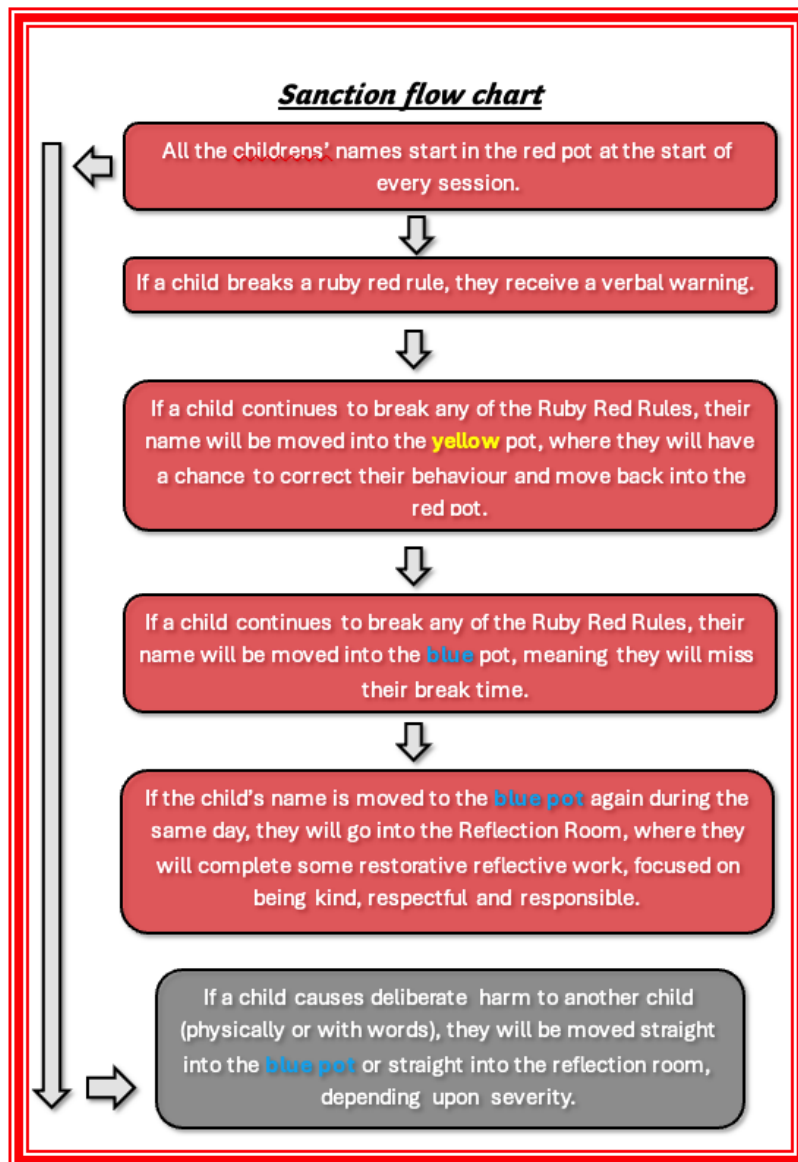 Sanction flow chart
All the childrens' names start in the red pot at the start of
every session.
If a child breaks a ruby red rule, they receive a verbal warning.
If a child continues to break any of the Ruby Red Rules, their
name will be moved into the yellow pot, where they will have
a chance to correct their behaviour and move back into the
red pot.
If a child continues to break any of the Ruby Red Rules, their
name will be moved into the blue pot, meaning they will miss
their break time.
If the child's name is moved to the blue pot again during the
same day, they will go into the Reflection Room, where they
will complete some restorative reflective work, focused on
being kind, respectful and responsible.
If a child causes deliberate harm to another child
(physically or with words), they will be moved straight
into the blue pot or straight into the reflection room,
depending upon severity.